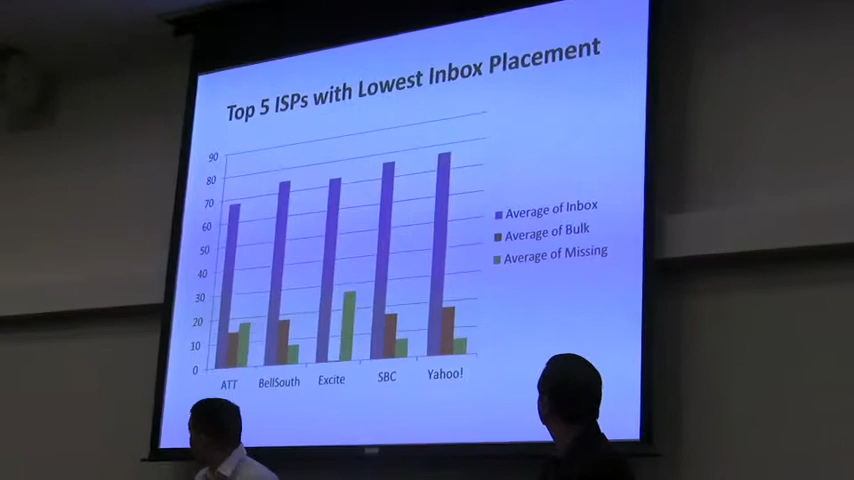 Top 5 ISPs with Lowest Inbox Placement
90
80
70
60
50
40
30
20
10
0
ATT
BellSouth
Excite
SBC
Yahoo!
Average of Inbox
Average of Bulk
Average of Missing